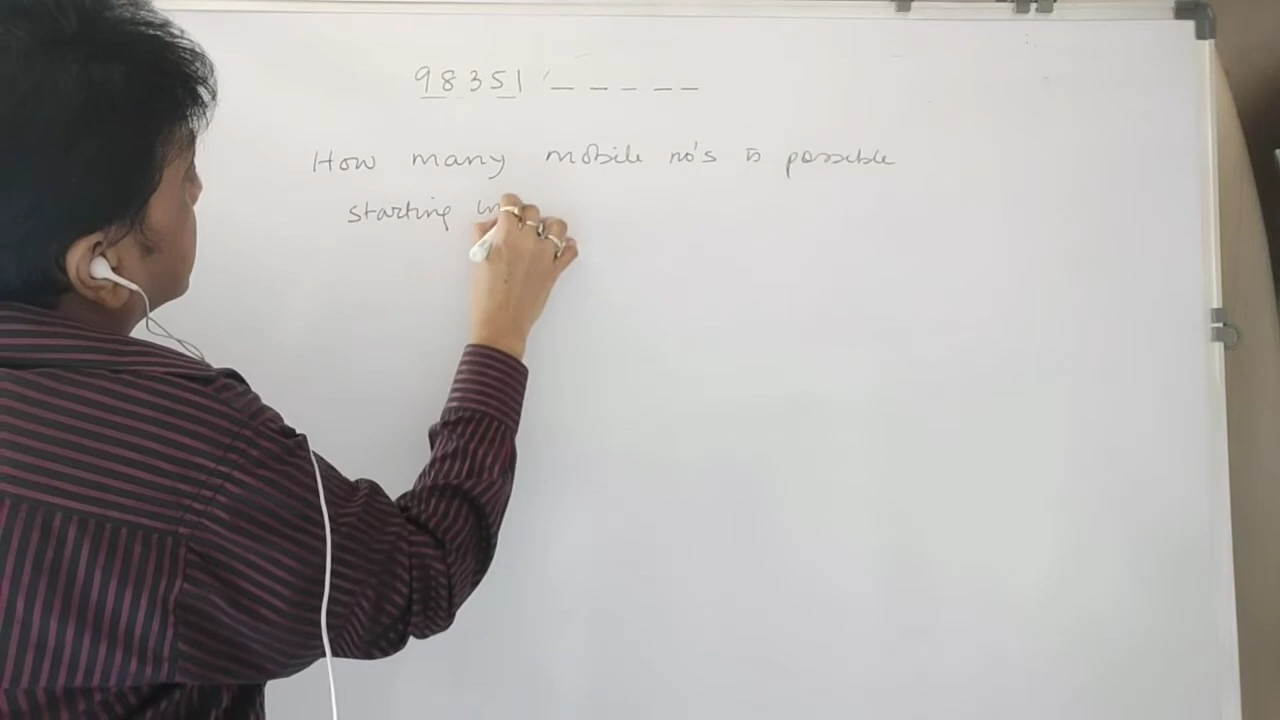 98351 _ _ _ _ _
How many mobile no's is possible
starting